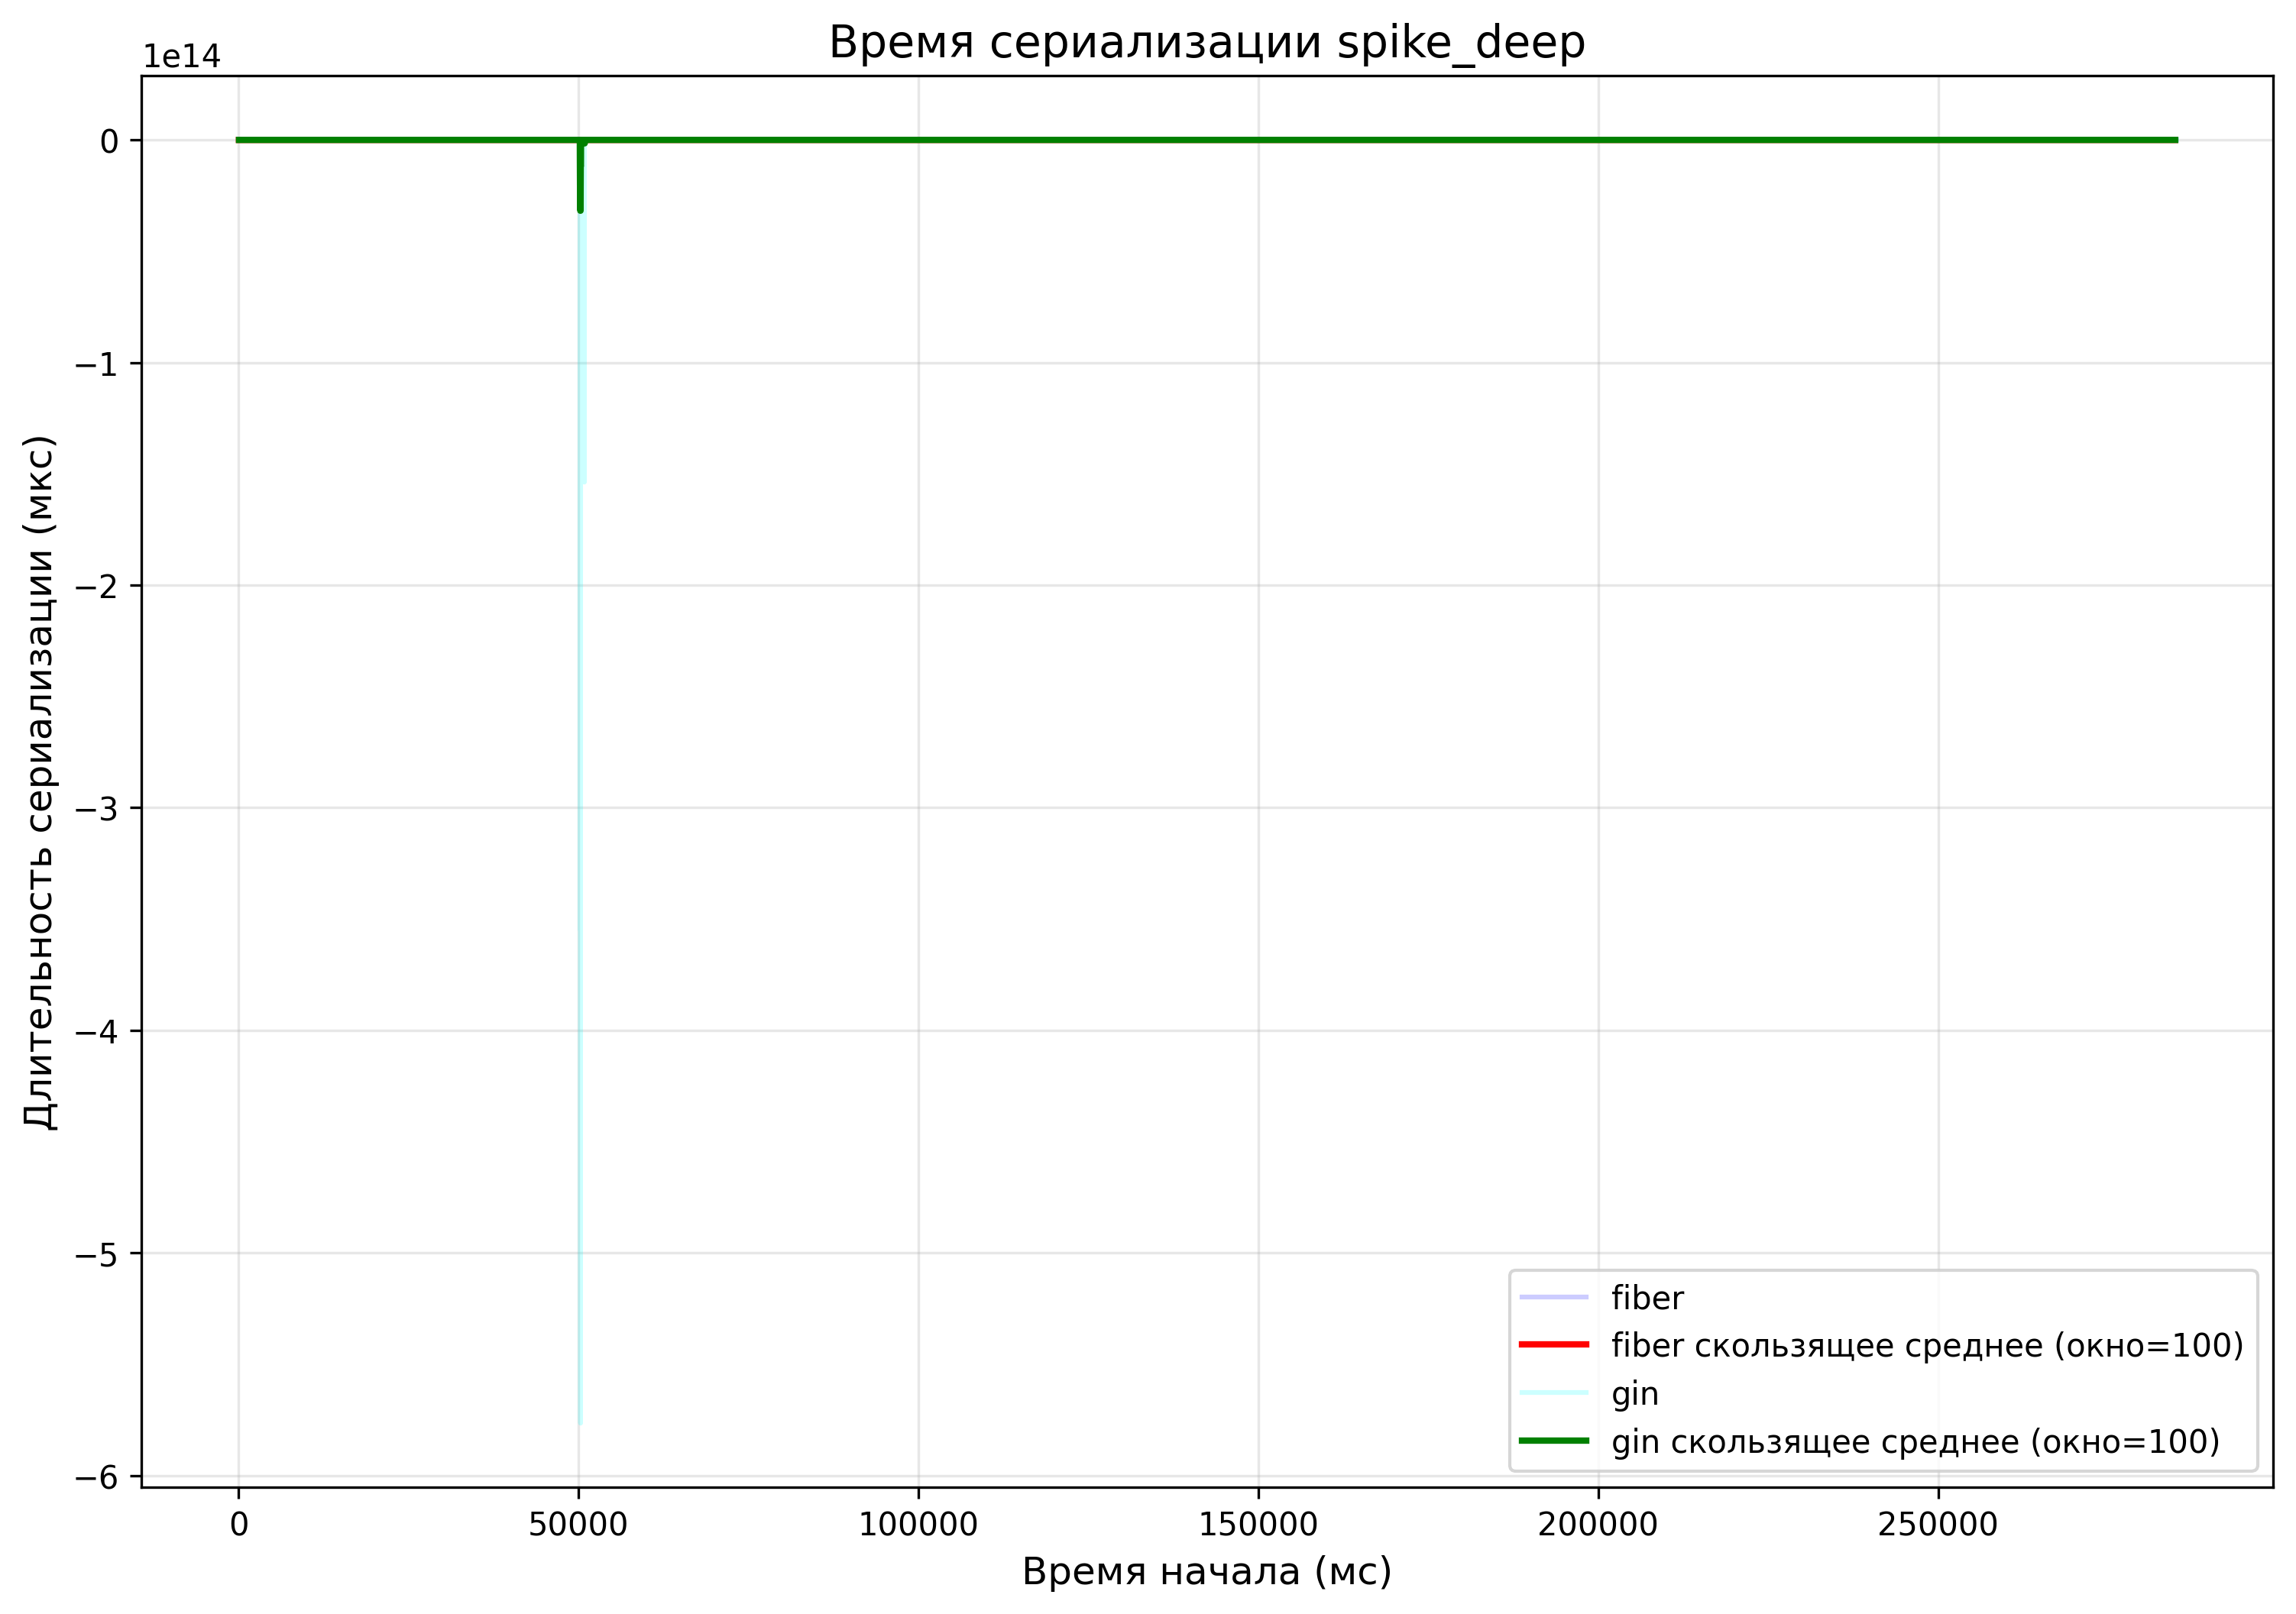 Время сериализации spike_deep
1e14
0
−1
−2
−3
−4
−5
−6
Длительность сериализации (мкс)
fiber
fiber скользящее среднее (окно=100)
gin
gin скользящее среднее (окно=100)
0 50000 100000 150000 200000 250000
Время начала (мс)